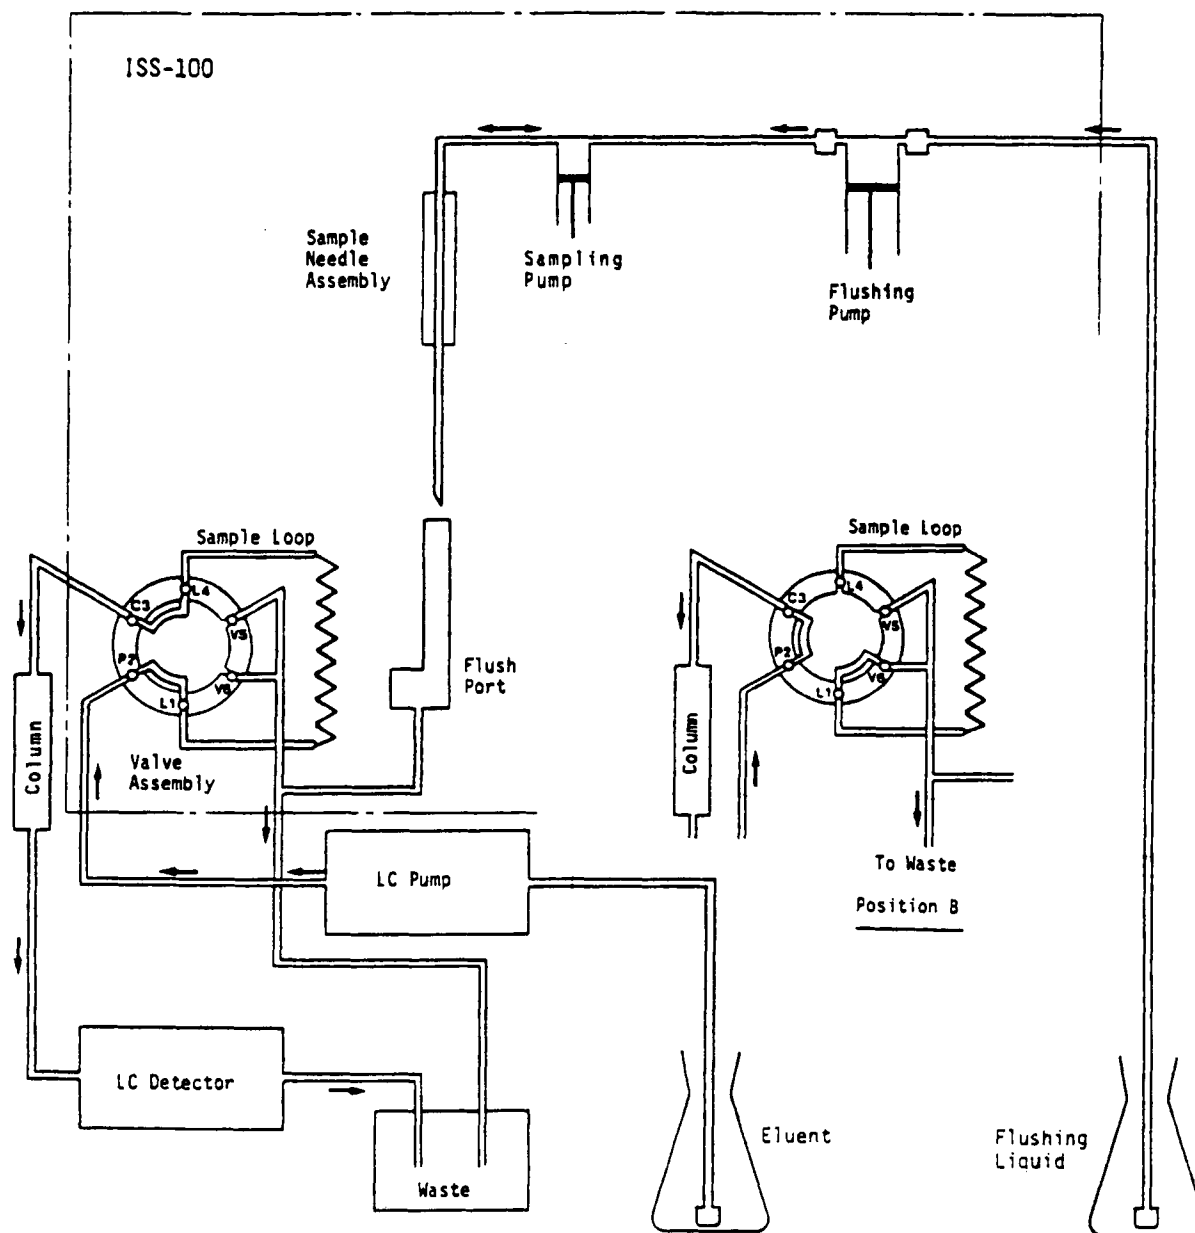 ISS-100
Sample
Needle
Assembly
Sampling
Pump
Flushing
Pump
Sample Loop
C3
L4
V5
P2
V6
L1
Flush
Port
Valve
Assembly
Column
Sample Loop
C3
L4
V5
P2
V6
L1
Column
To Waste
Position B
LC Pump
LC Detector
Waste
Eluent
Flushing
Liquid